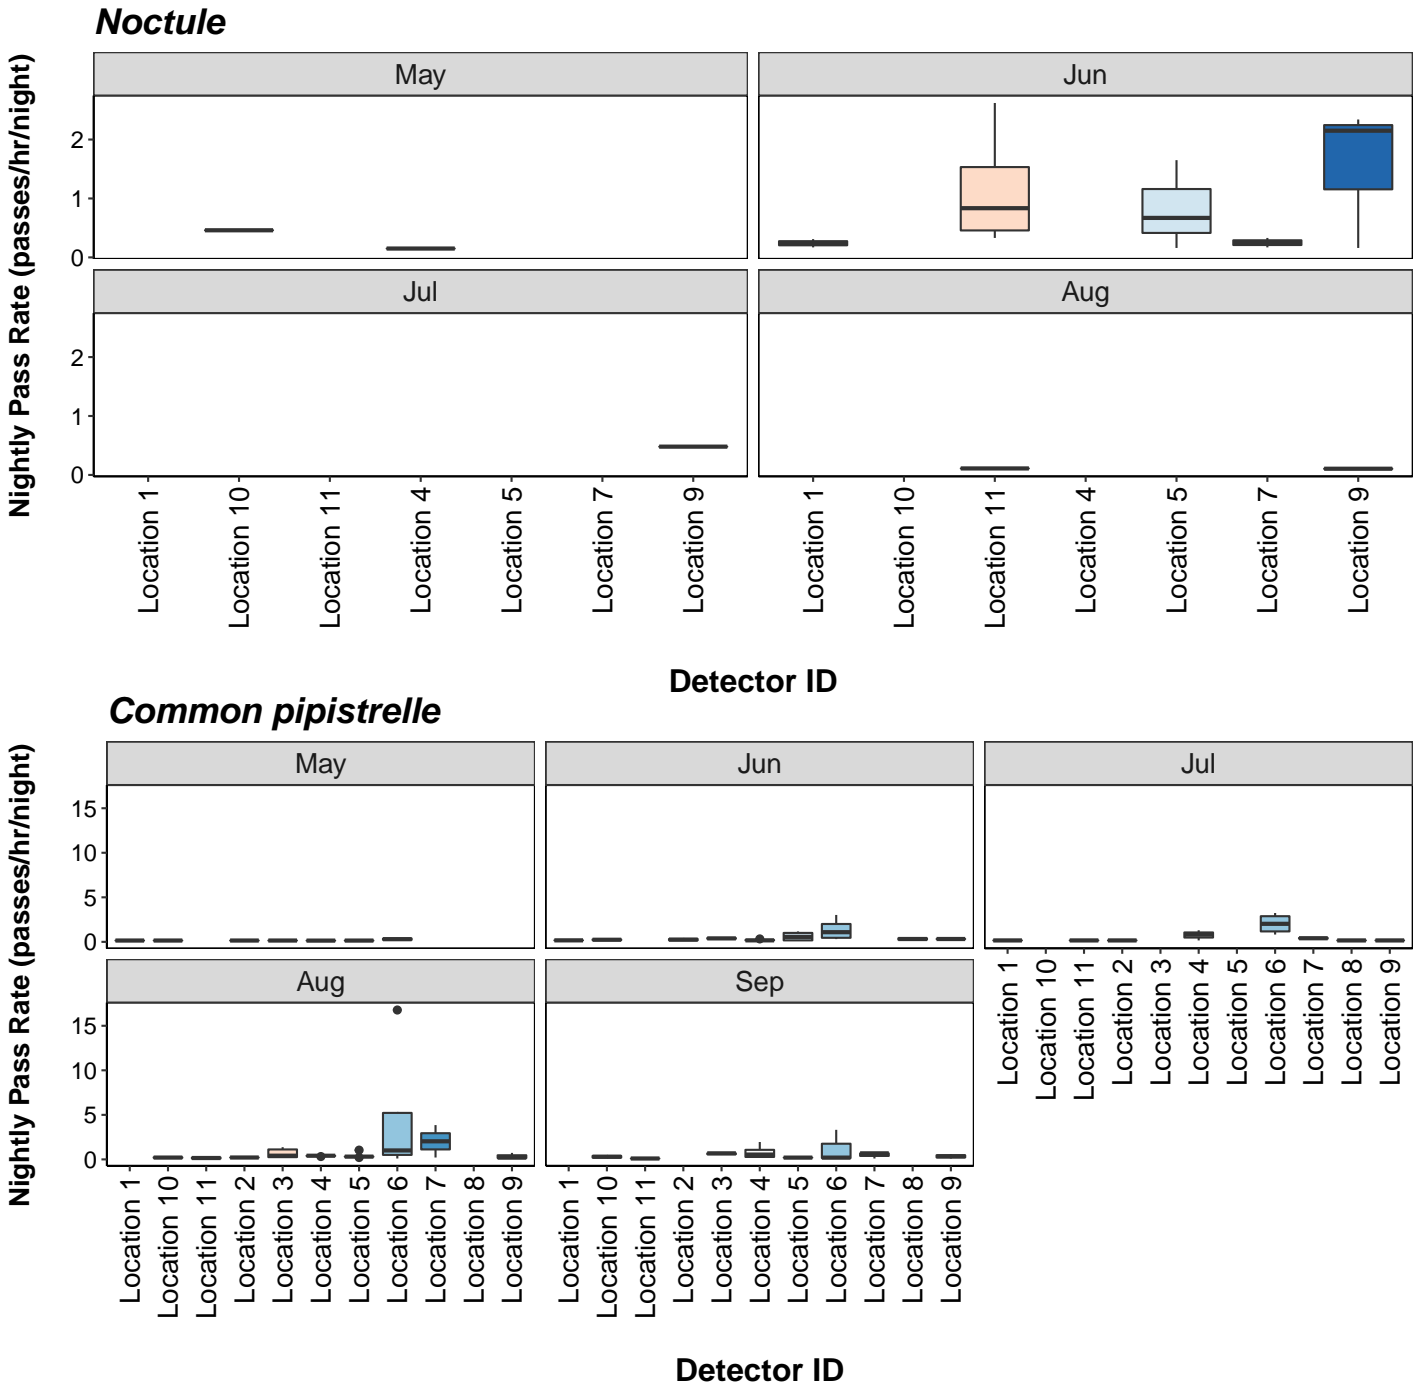 Noctule
Nightly Pass Rate (passes/hr/night)
May
Jun
2
1
0
Jul
Aug
2
1
0
Location 1
Location 10
Location 11
Location 4
Location 5
Location 7
Location 9
Location 1
Location 10
Location 11
Location 4
Location 5
Location 7
Location 9
Detector ID
Common pipistrelle
Nightly Pass Rate (passes/hr/night)
May
Jun
Jul
15
10
5
0
Location 1
Location 10
Location 11
Location 2
Location 3
Location 4
Location 5
Location 6
Location 7
Location 8
Location 9
Aug
Sep
15
10
5
0
Location 1
Location 10
Location 11
Location 2
Location 3
Location 4
Location 5
Location 6
Location 7
Location 8
Location 9
Location 1
Location 10
Location 11
Location 2
Location 3
Location 4
Location 5
Location 6
Location 7
Location 8
Location 9
Detector ID